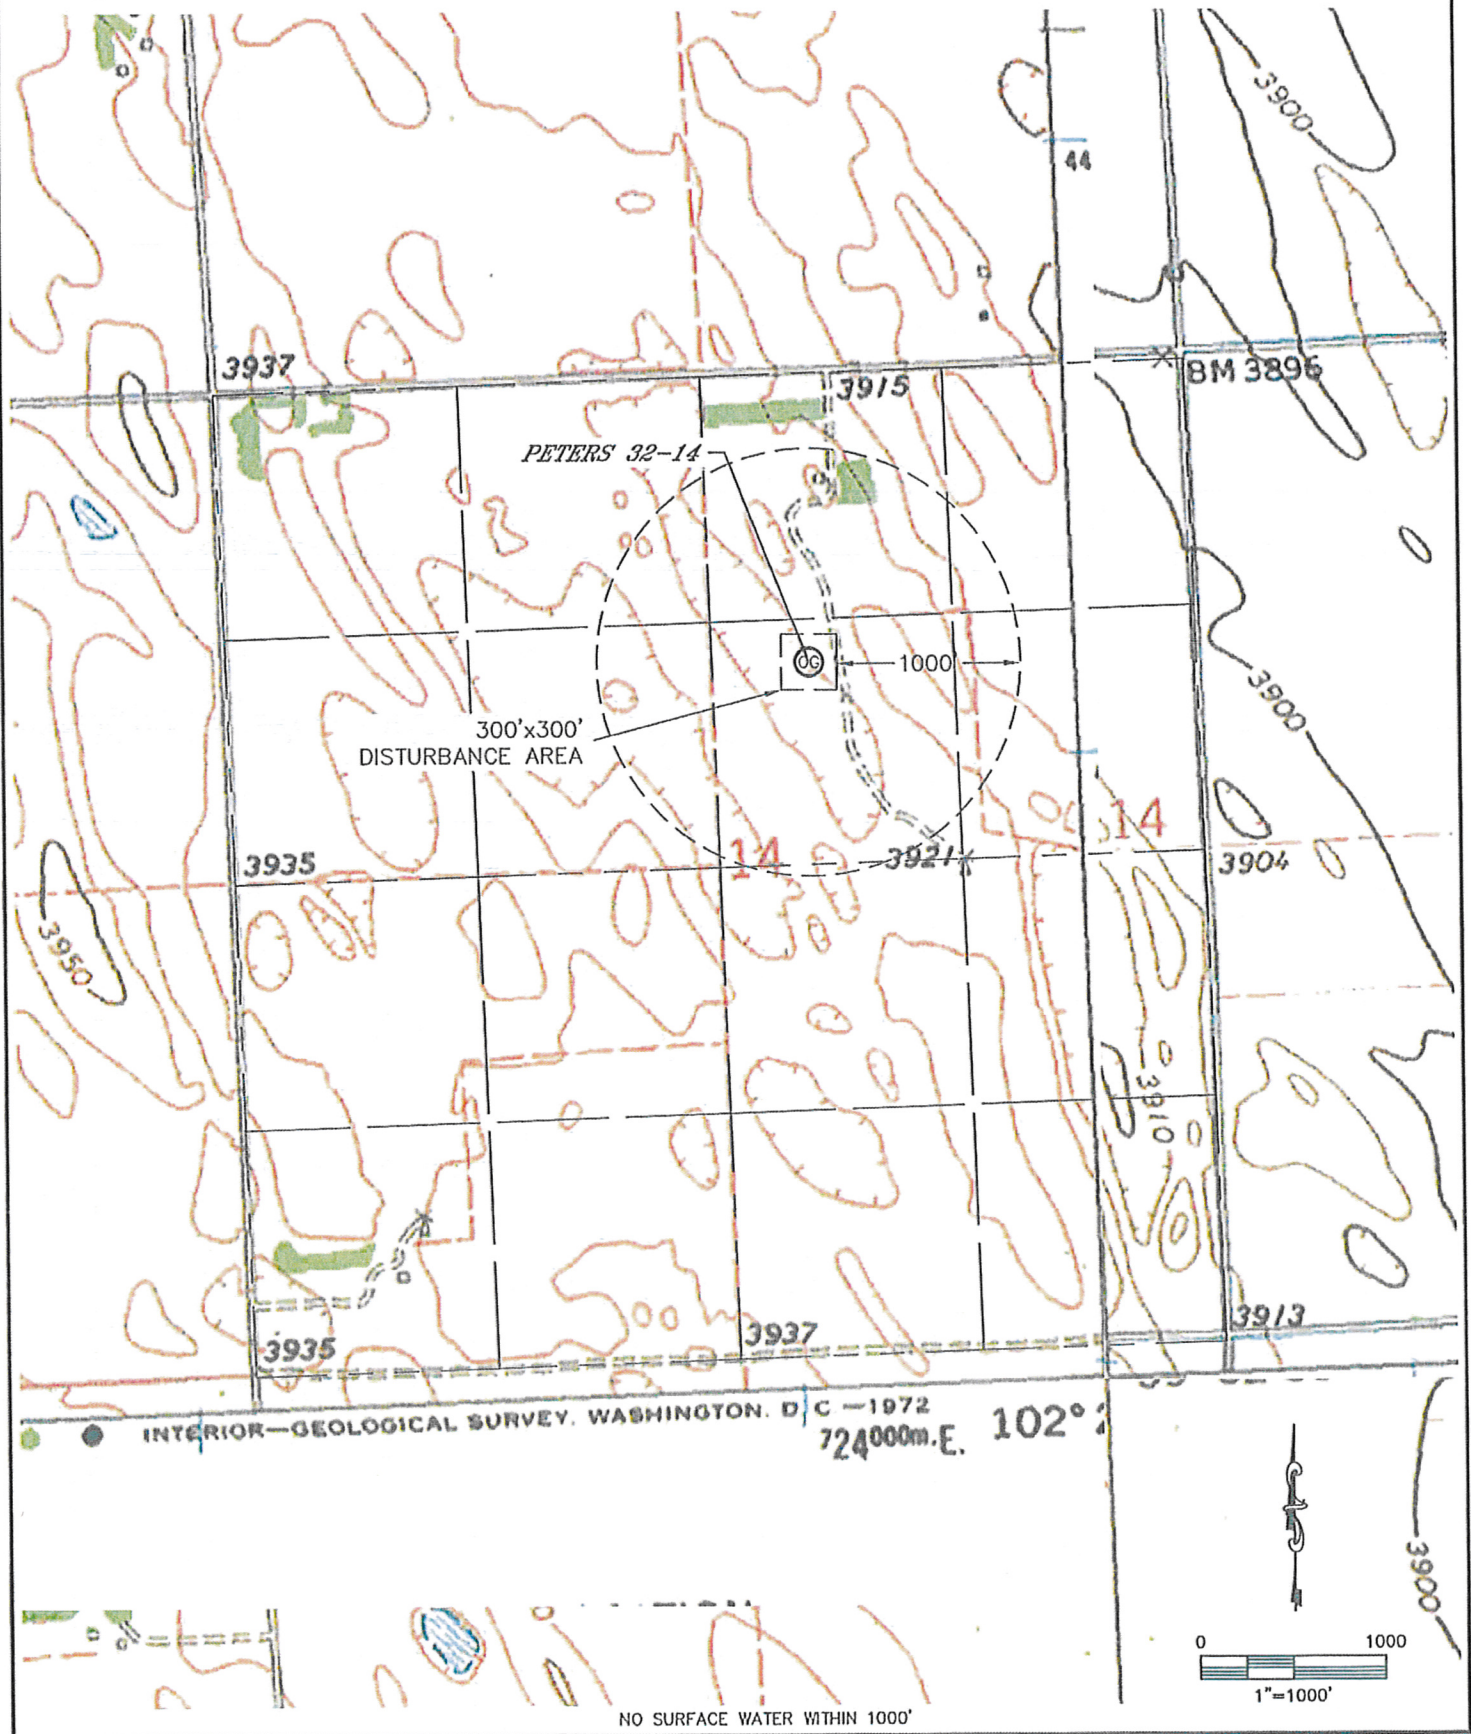 3900
44
3937
3915
BM 3896
PETERS 32-14
OG
1000
3900
300'x300'
DISTURBANCE AREA
14
14
3935
3921
3904
3950
3910
3935
3937
3913
INTERIOR—GEOLOGICAL SURVEY, WASHINGTON, D C —1972
724000m.E.
102°
3900
0 1000
1"=1000'
NO SURFACE WATER WITHIN 1000'